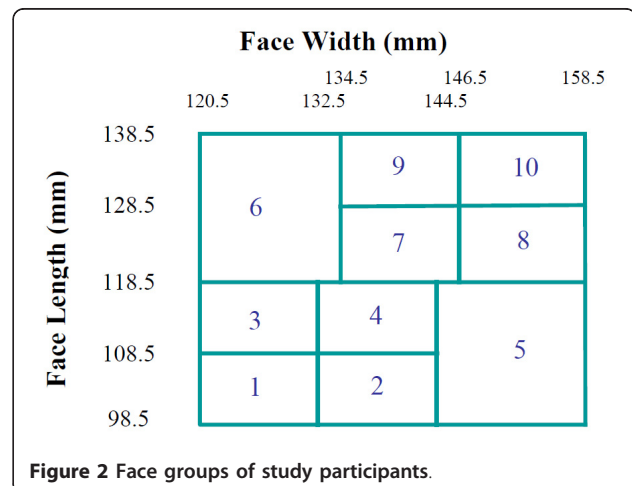 Face Width (mm)
134.5 146.5 158.5
120.5 132.5 144.5
Face Length (mm)
138.5
9 10
6
128.5
7 8
118.5
3 4
5
108.5
1 2
98.5
Figure 2 Face groups of study participants.